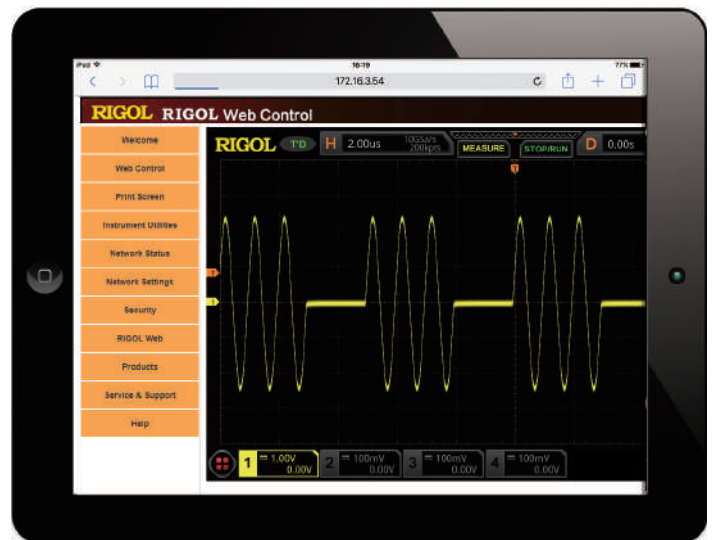 iPad 16:19 77%
172.16.3.54
RIGOL RIGOL Web Control
Welcome
Web Control
Print Screen
Instrument Utilities
Network Status
Network Settings
Security
RIGOL Web
Products
Service & Support
Help
RIGOL T'D H 2.00us 10GSa/s 200kpts MEASURE STOP/RUN D 0.00s
T
T
1
1 1.00V 0.00V
2 100mV 0.00V
3 100mV 0.00V
4 100mV 0.00V